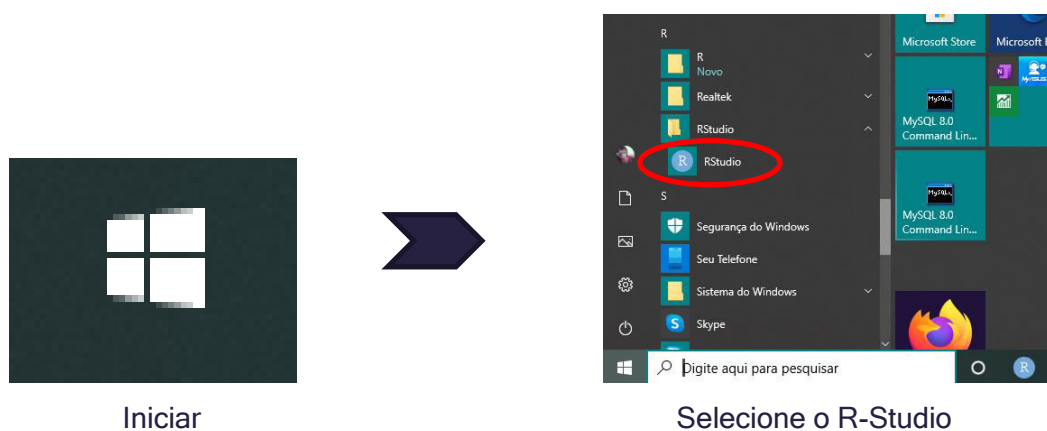 R
R
Novo
Realtek
RStudio
R RStudio
S
Segurança do Windows
Seu Telefone
Sistema do Windows
S Skype
Digite aqui para pesquisar
R
Microsoft Store
Microsoft
MySQL 8.0
Command Lin...
MySQL 8.0
Command Lin...
Iniciar
Selecione o R-Studio